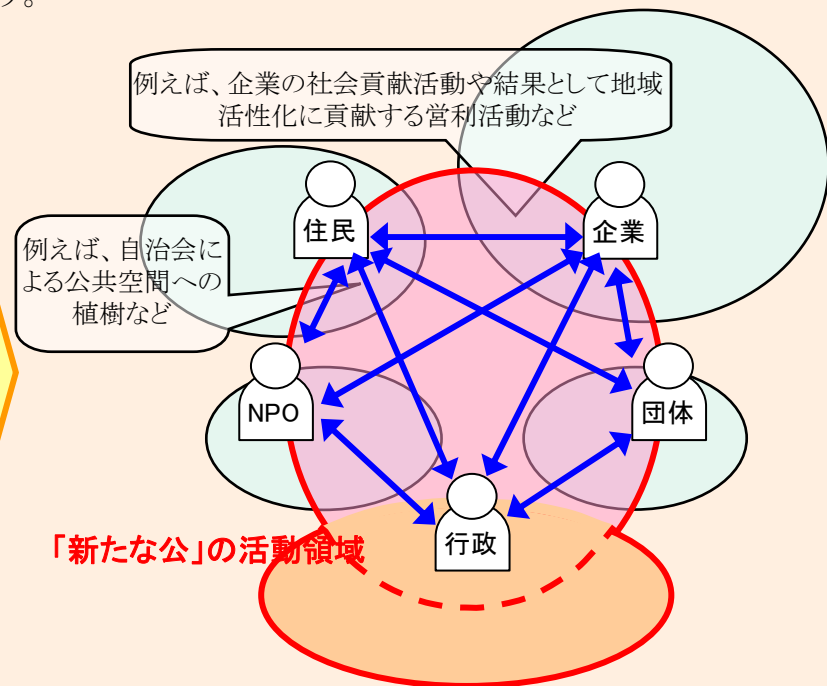 す。
例えば、企業の社会貢献活動や結果として地域
活性化に貢献する営利活動など
住民
企業
例えば、自治会に
よる公共空間への
植樹など
NPO
団体
行政
「新たな公」の活動領域